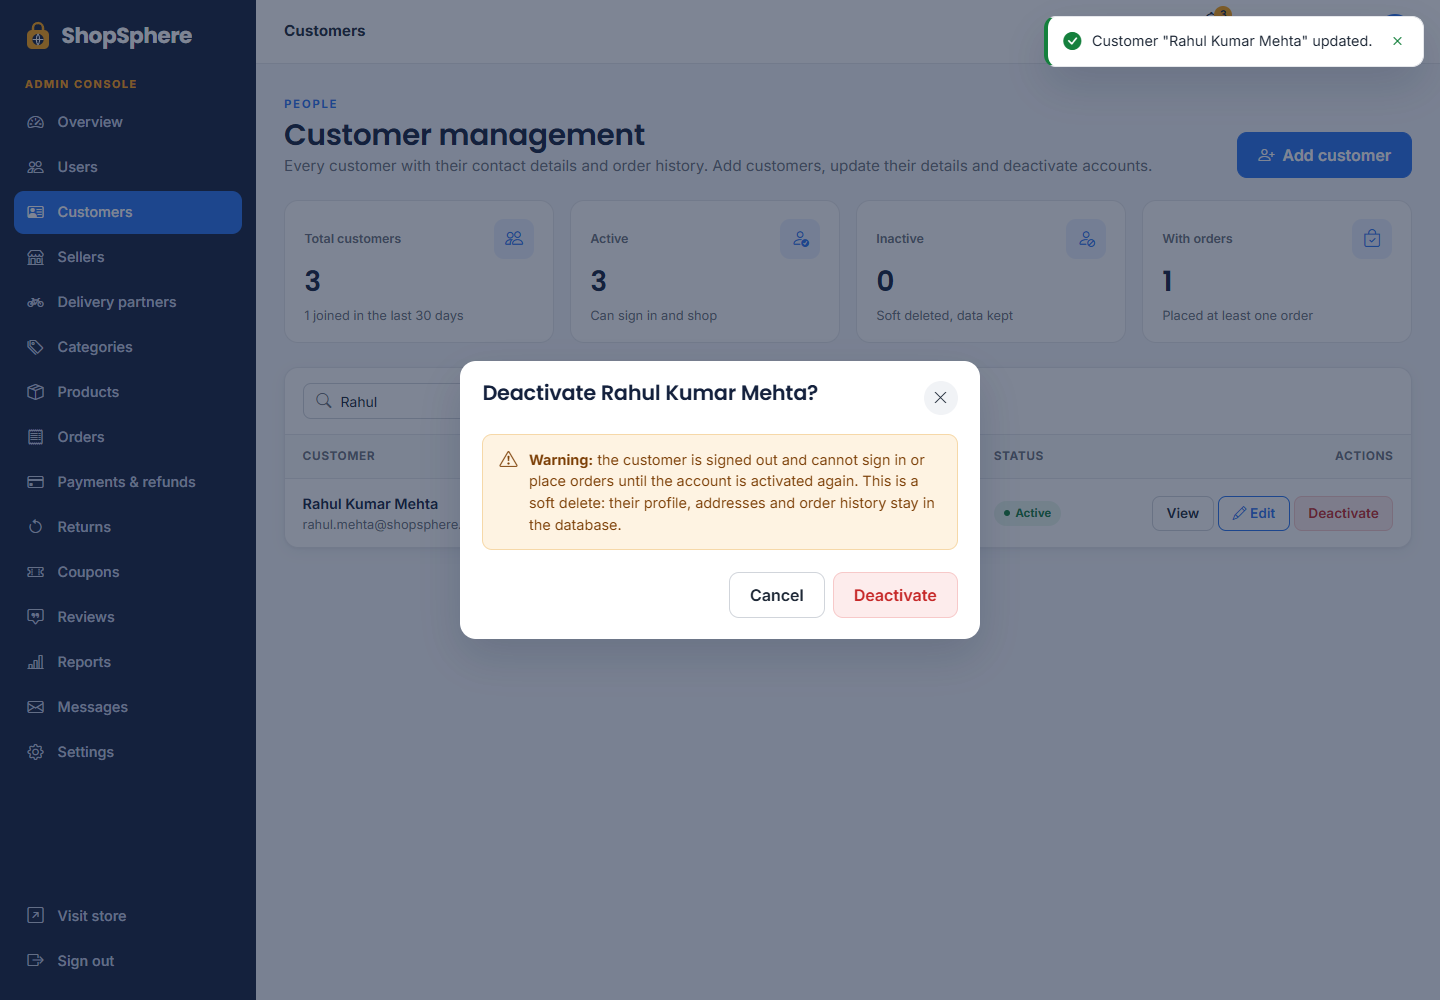 ShopSphere
ADMIN CONSOLE
Overview
Users
Customers
Sellers
Delivery partners
Categories
Products
Orders
Payments & refunds
Returns
Coupons
Reviews
Reports
Messages
Settings
Visit store
Sign out
Customers
3
Customer "Rahul Kumar Mehta" updated.
PEOPLE
Customer management
Every customer with their contact details and order history. Add customers, update their details and deactivate accounts.
Add customer
Total customers
3
1 joined in the last 30 days
Active
3
Can sign in and shop
Inactive
0
Soft deleted, data kept
With orders
1
Placed at least one order
Rahul
CUSTOMER
STATUS
ACTIONS
Rahul Kumar Mehta
rahul.mehta@shopsphere.
Active
View
Edit
Deactivate
Deactivate Rahul Kumar Mehta?
Warning: the customer is signed out and cannot sign in or
place orders until the account is activated again. This is a
soft delete: their profile, addresses and order history stay in
the database.
Cancel
Deactivate